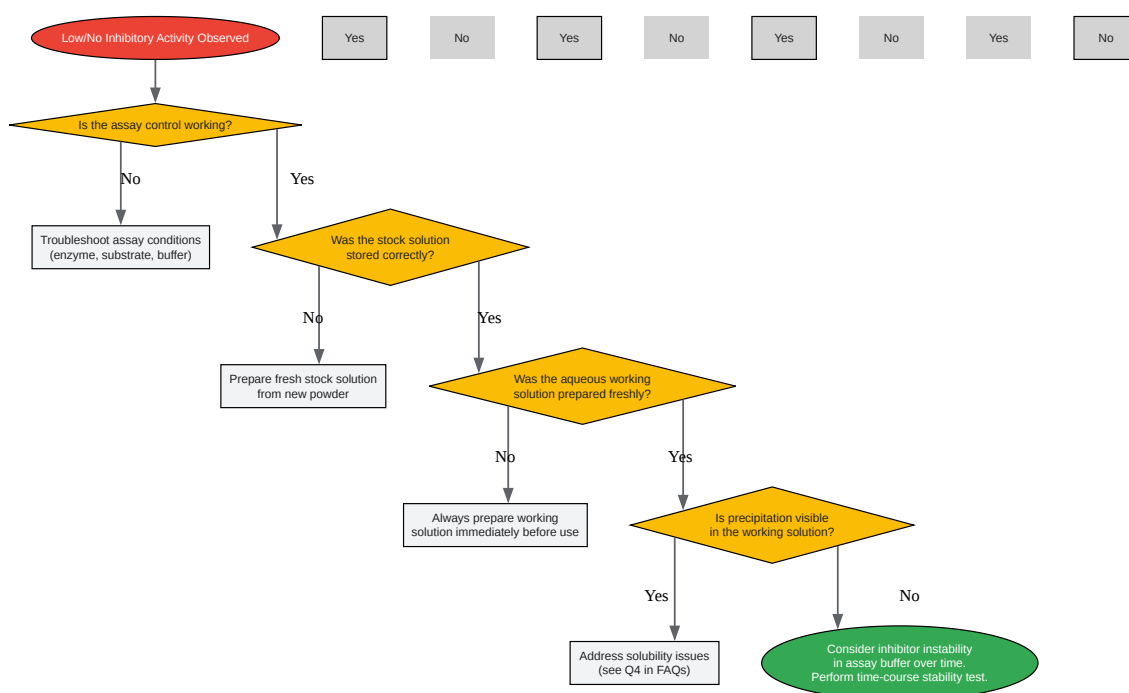 Low/No Inhibitory Activity Observed
Yes
No
Yes
No
Yes
No
Yes
No
Is the assay control working?
No
Yes
Troubleshoot assay conditions
(enzyme, substrate, buffer)
Was the stock solution
stored correctly?
No
Yes
Prepare fresh stock solution
from new powder
Was the aqueous working
solution prepared freshly?
No
Yes
Always prepare working
solution immediately before use
Is precipitation visible
in the working solution?
Yes
No
Address solubility issues
(see Q4 in FAQs)
Consider inhibitor instability
in assay buffer over time.
Perform time-course stability test.